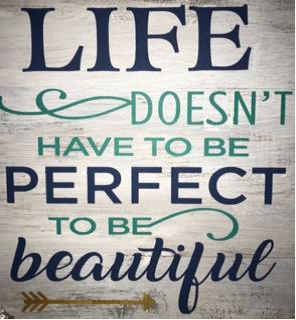 LIFE
DOESN'T
HAVE TO BE
PERFECT
TO BE
beautiful